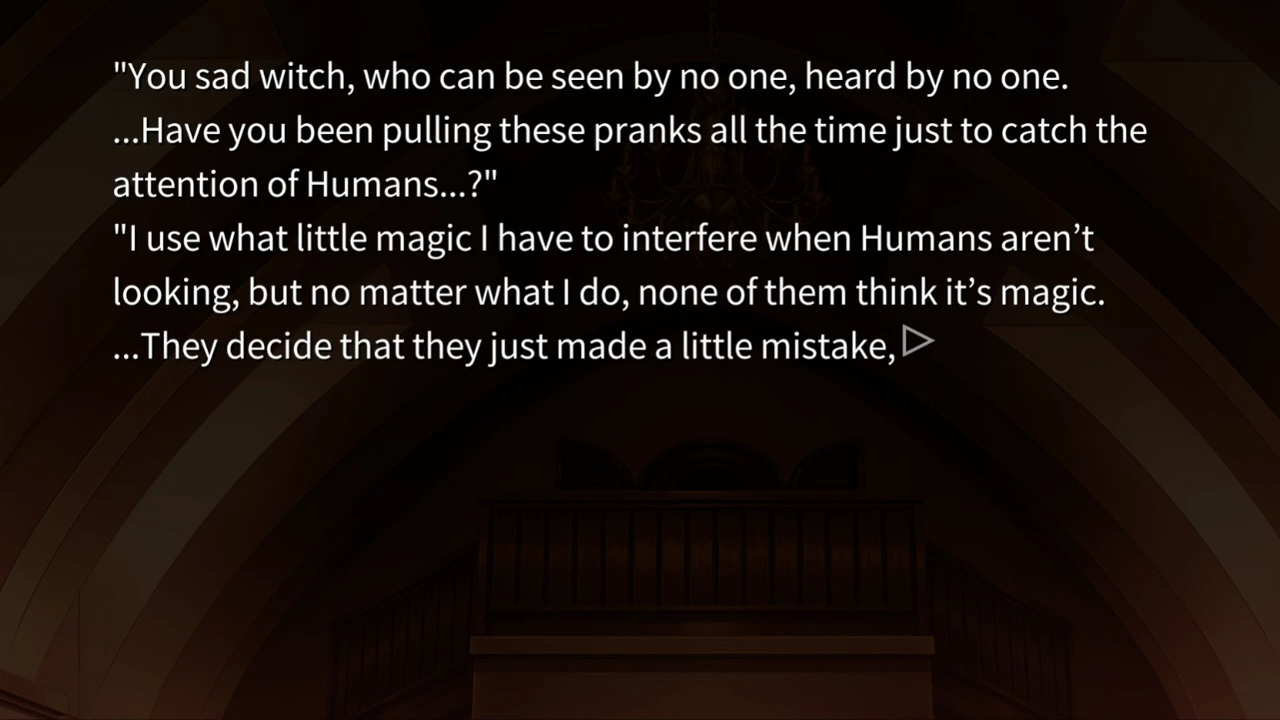 "You sad witch, who can be seen by no one, heard by no one.
...Have you been pulling these pranks all the time just to catch the
attention of Humans...?"
"I use what little magic I have to interfere when Humans aren’t
looking, but no matter what I do, none of them think it’s magic.
...They decide that they just made a little mistake,